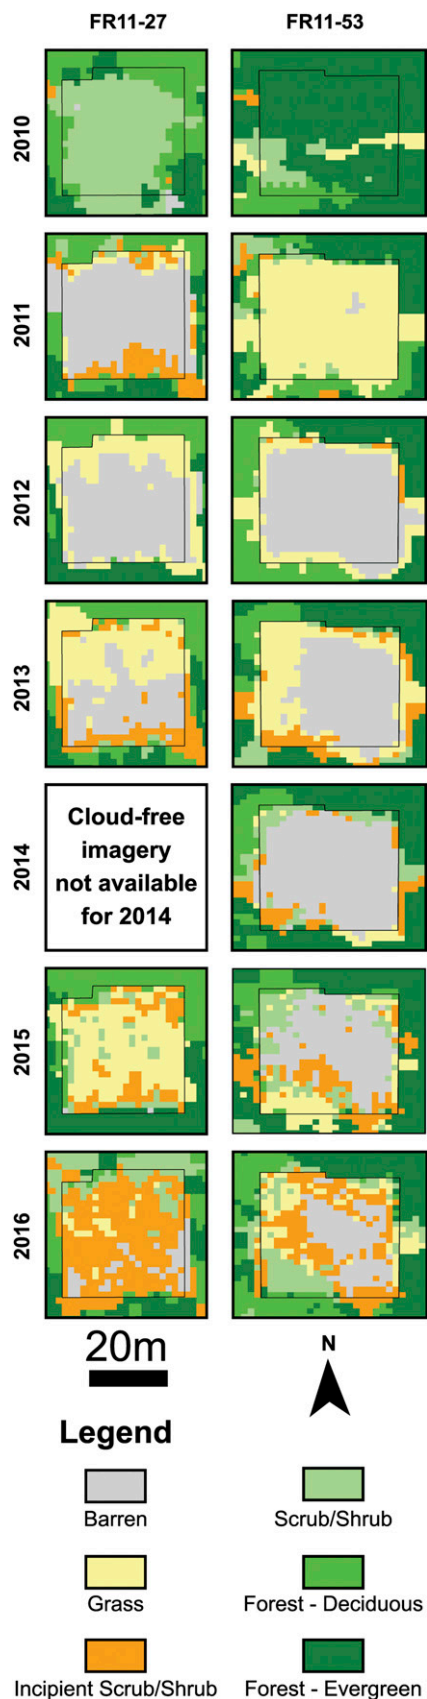 FR11-27 FR11-53
2010
2011
2012
2013
Cloud-free
imagery
not available
for 2014
2014
2015
2016
20m
N
Legend
Barren
Scrub/Shrub
Grass
Forest - Deciduous
Incipient Scrub/Shrub
Forest - Evergreen